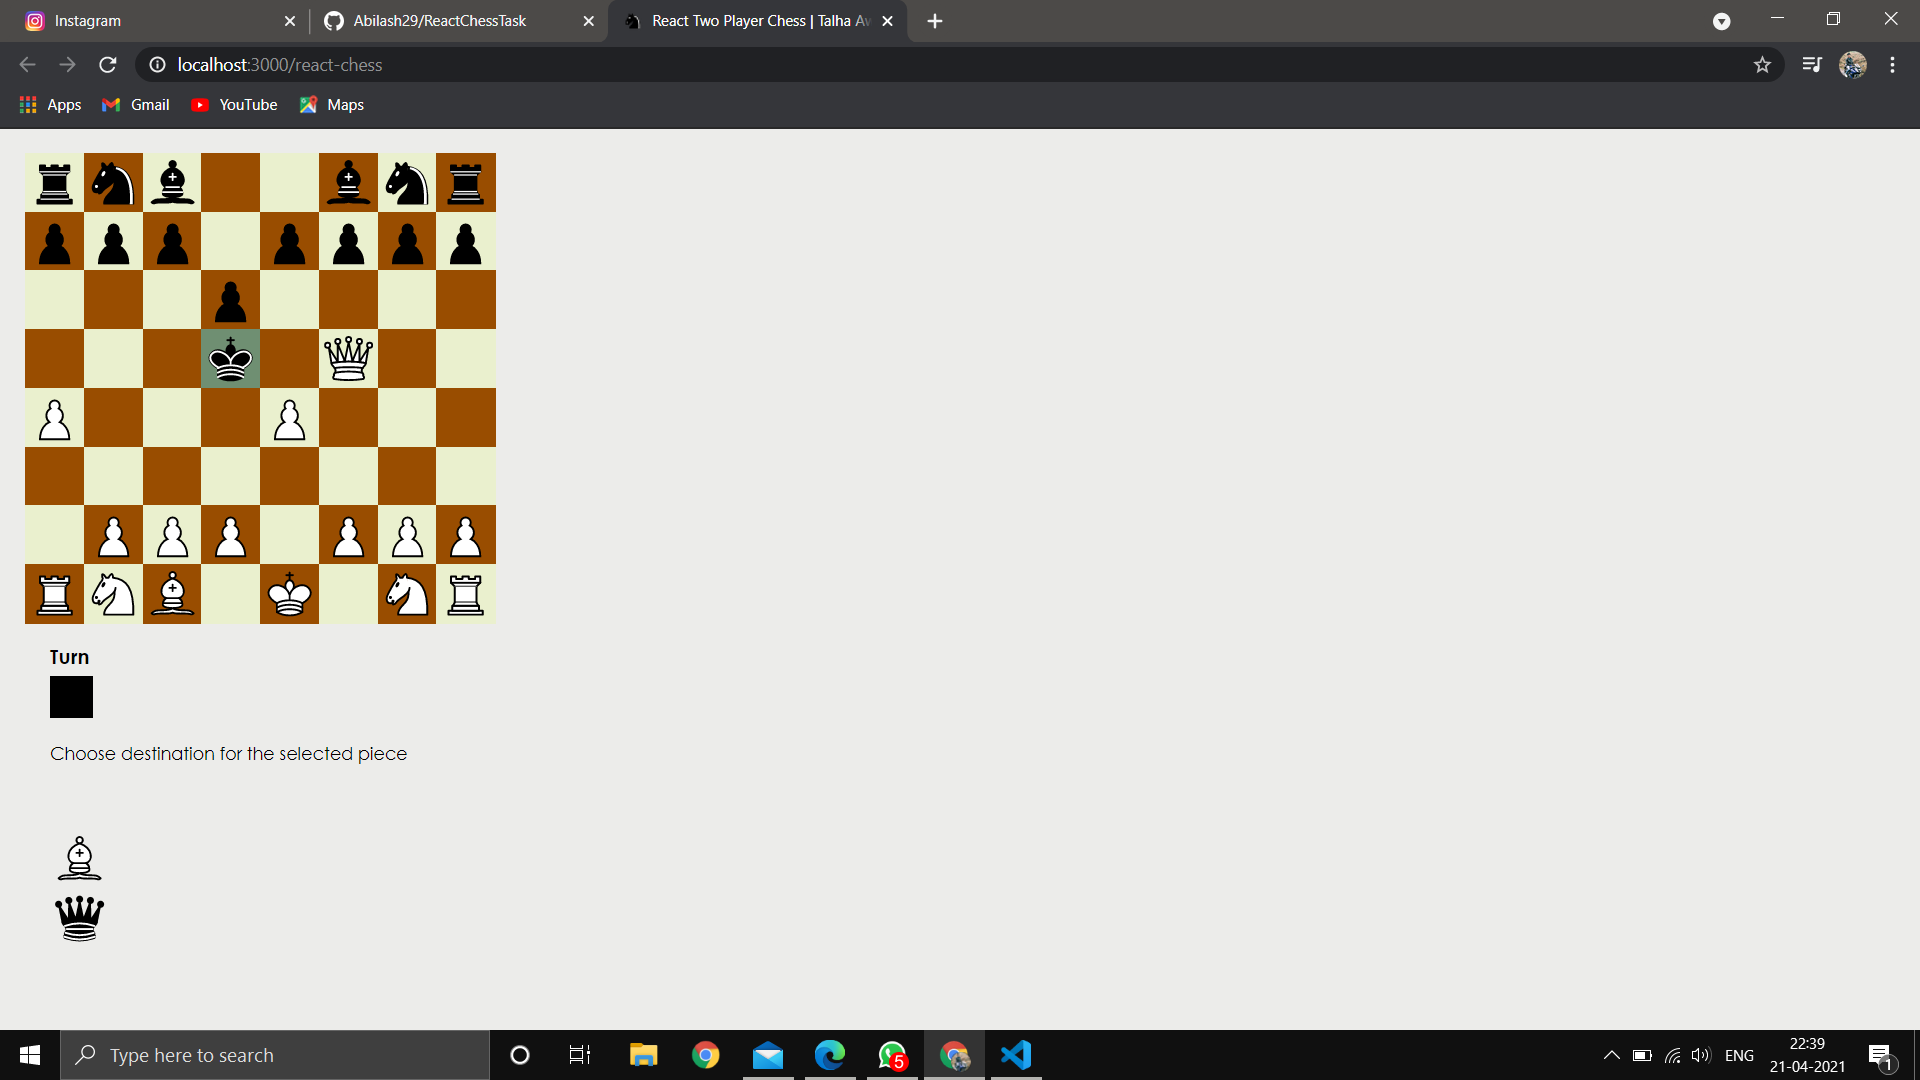 Instagram
Abilash29/ReactChessTask
React Two Player Chess | Talha Aw
localhost:3000/react-chess
Apps
Gmail
YouTube
Maps
Turn
Choose destination for the selected piece
Type here to search
5
ENG
22:39
21-04-2021
1